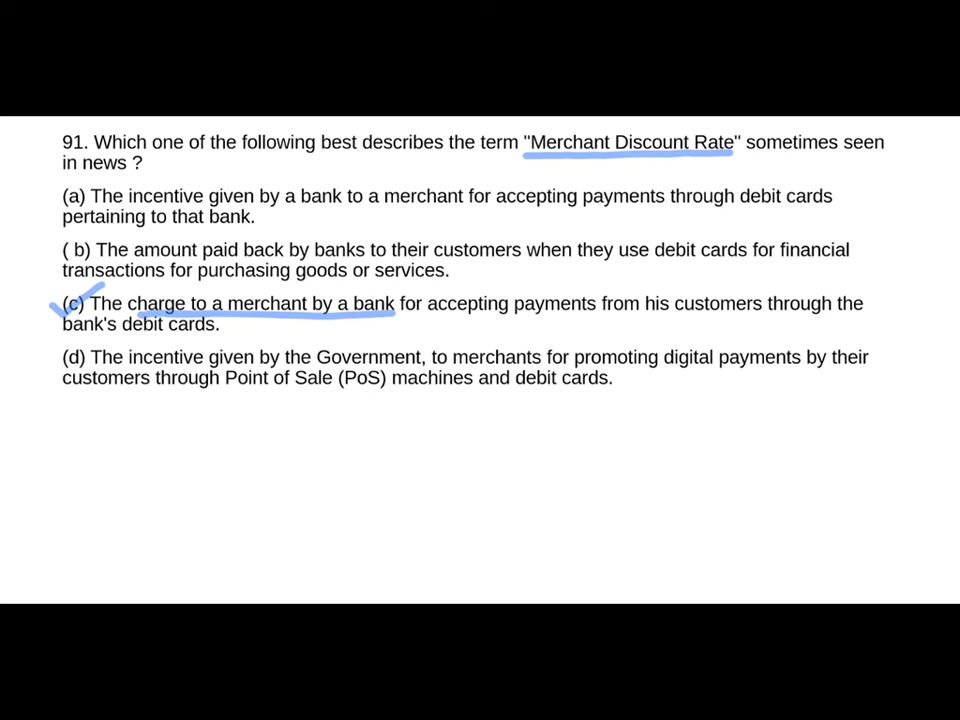 91. Which one of the following best describes the term "Merchant Discount Rate" sometimes seen
in news ?
(a) The incentive given by a bank to a merchant for accepting payments through debit cards
pertaining to that bank.
( b) The amount paid back by banks to their customers when they use debit cards for financial
transactions for purchasing goods or services.
(c) The charge to a merchant by a bank for accepting payments from his customers through the
bank's debit cards.
(d) The incentive given by the Government, to merchants for promoting digital payments by their
customers through Point of Sale (PoS) machines and debit cards.